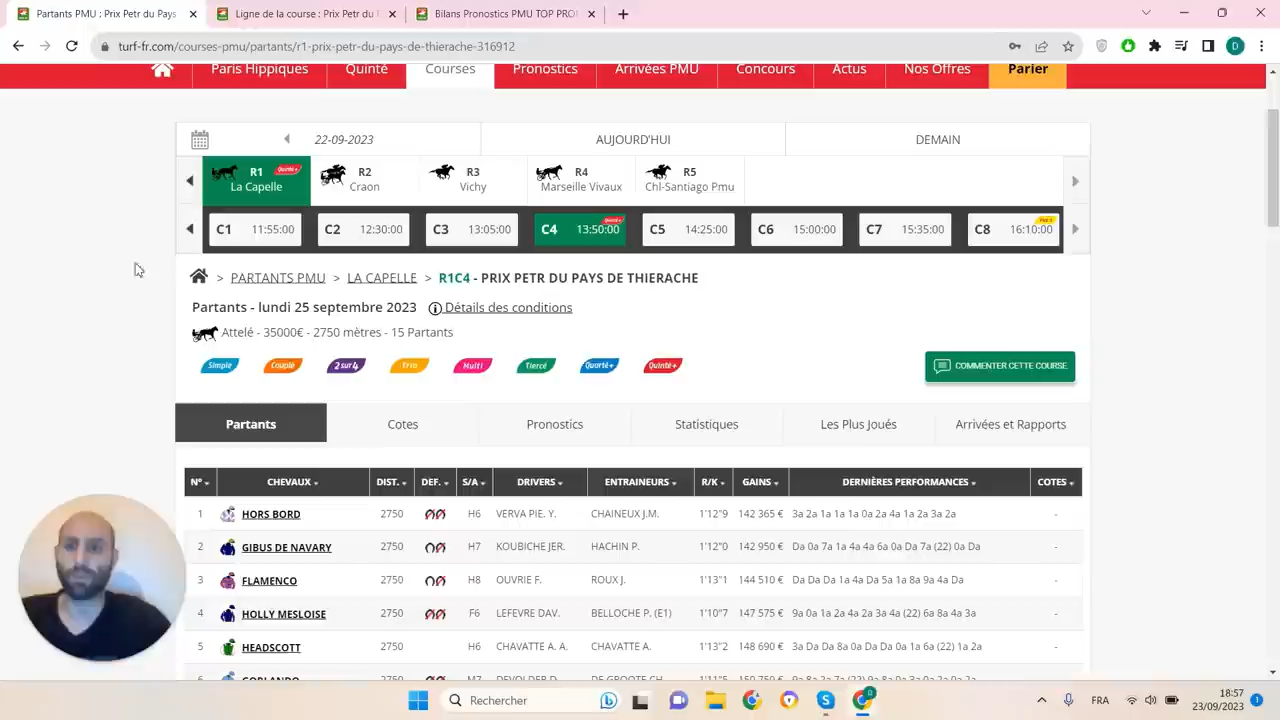 Partants PMU : Prix Petr du Pays
Ligne de la course : Prix Petr du
Bilans Pronostics PMU TOP PRO
turf-fr.com/courses-pmu/partants/r1-prix-petr-du-pays-de-thierache-316912
D
Paris Hippiques Quinté Courses Pronostics Arrivées PMU Concours Actus Nos Offres Parier
22-09-2023 AUJOURD'HUI DEMAIN
R1 Quinté+ R2 R3 R4 R5
La Capelle Craon Vichy Marseille Vivaux Chl-Santiago Pmu
C1 11:55:00 C2 12:30:00 C3 13:05:00 C4 13:50:00 C5 14:25:00 C6 15:00:00 C7 15:35:00 C8 16:10:00
> PARTANTS PMU > LA CAPELLE > R1C4 - PRIX PETR DU PAYS DE THIERACHE
Partants - lundi 25 septembre 2023 Détails des conditions
Attelé - 35000€ - 2750 mètres - 15 Partants
Simple Couplé 2 sur 4 Trio Multi Tiercé Quarté+ Quinté+
COMMENTER CETTE COURSE
Partants Cotes Pronostics Statistiques Les Plus Joués Arrivées et Rapports
N° CHEVAUX DIST. DEF. S/A DRIVERS ENTRAINEURS R/K GAINS DERNIÈRES PERFORMANCES COTES
1 HORS BORD 2750 H6 VERVA PIE. Y. CHAINEUX J.M. 1'12"9 142 365 € 3a 2a 1a 1a 1a 0a 2a 4a 1a 2a 3a 2a -
2 GIBUS DE NAVARY 2750 H7 KOUBICHE JER. HACHIN P. 1'12"0 142 950 € Da 0a 7a 1a 4a 4a 6a 0a Da 7a (22) 0a Da -
3 FLAMENCO 2750 H8 OUVRIE F. ROUX J. 1'13"1 144 510 € Da Da Da 1a 4a Da 5a 1a 8a 9a 4a Da -
4 HOLLY MESLOISE 2750 F6 LEFEVRE DAV. BELLOCHE P. (E1) 1'10"7 147 575 € 9a 0a 1a 2a 4a 2a 3a 4a (22) 6a 8a 4a 3a -
5 HEADSCOTT 2750 H6 CHAVATTE A. A. CHAVATTE A. 1'13"2 148 690 € 3a Da Da 8a 0a Da Da 0a 1a 6a (22) 1a 2a -
Rechercher
FRA
18:57
23/09/2023